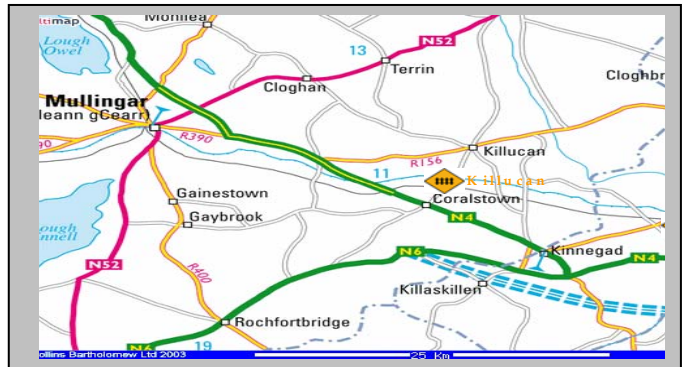 ltimap
Monilea
Lough
Owel
13
N52
Terrin
Cloghan
Cloghbr
Mullingar
leann gCearr)
90
R390
R156
Killucan
11
Killucan
Coralstown
Gainestown
Gaybrook
N4
ough
nnell
N6
Kinnegad
N4
N52
R400
Killaskillen
Rochfortbridge
N6
19
ollins Bartholomew Ltd 2003
25 Km